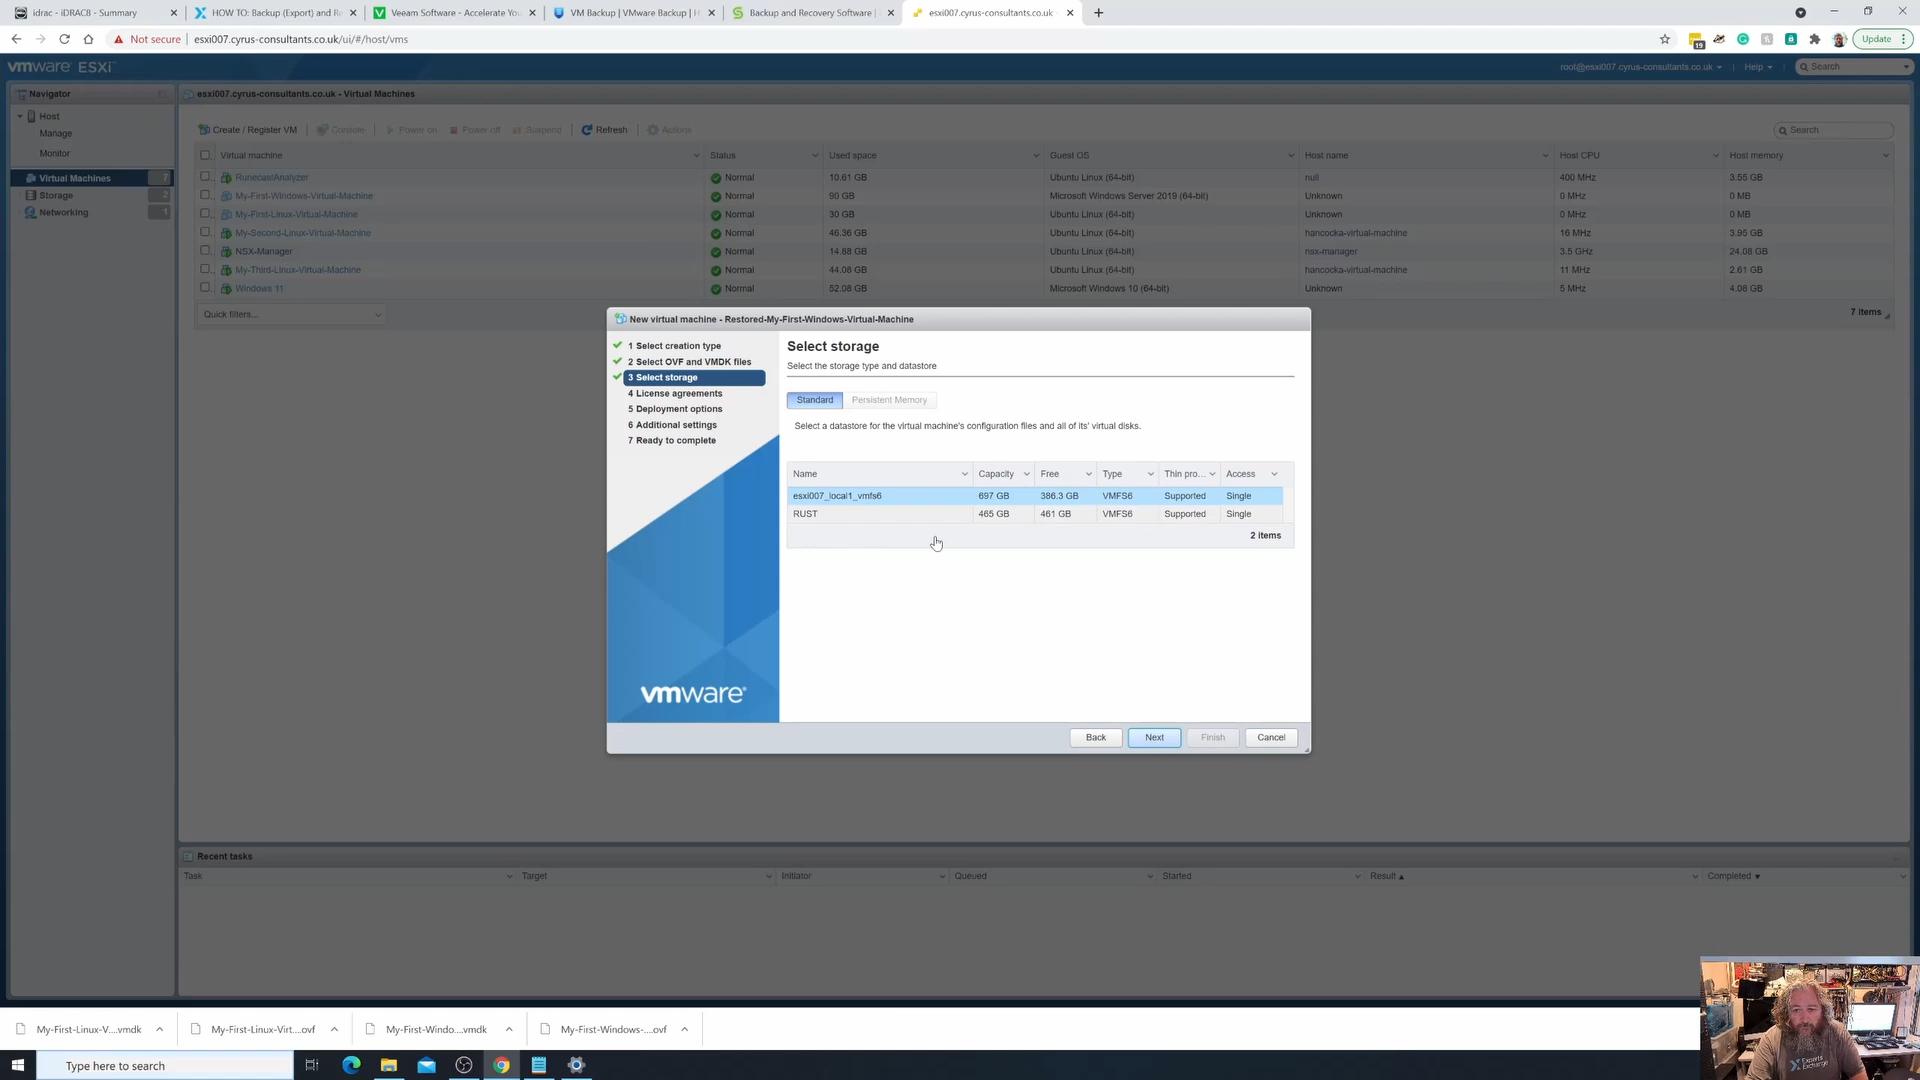 idrac - iDRAC8 - Summary
HOW TO: Backup (Export) and Re
Veeam Software - Accelerate You
VM Backup | VMware Backup | H
Backup and Recovery Software |
esxi007.cyrus-consultants.co.uk
Not secure
esxi007.cyrus-consultants.co.uk/ui/#/host/vms
19
Update
vmware ESXi
root@esxi007.cyrus-consultants.co.uk
Help
Search
Navigator
Host
Manage
Monitor
Virtual Machines 7
Storage 2
Networking 1
esxi007.cyrus-consultants.co.uk - Virtual Machines
Create / Register VM
Console
Power on
Power off
Suspend
Refresh
Actions
Search
Virtual machine Status Used space Guest OS Host name Host CPU Host memory
RunecastAnalyzer Normal 10.61 GB Ubuntu Linux (64-bit) null 400 MHz 3.55 GB
My-First-Windows-Virtual-Machine Normal 90 GB Microsoft Windows Server 2019 (64-bit) Unknown 0 MHz 0 MB
My-First-Linux-Virtual-Machine Normal 30 GB Ubuntu Linux (64-bit) Unknown 0 MHz 0 MB
My-Second-Linux-Virtual-Machine Normal 46.36 GB Ubuntu Linux (64-bit) hancocka-virtual-machine 16 MHz 3.95 GB
NSX-Manager Normal 14.88 GB Ubuntu Linux (64-bit) nsx-manager 3.5 GHz 24.08 GB
My-Third-Linux-Virtual-Machine Normal 44.08 GB Ubuntu Linux (64-bit) hancocka-virtual-machine 11 MHz 2.61 GB
Windows 11 Normal 52.08 GB Microsoft Windows 10 (64-bit) Unknown 5 MHz 4.08 GB
Quick filters...
7 items
New virtual machine - Restored-My-First-Windows-Virtual-Machine
1 Select creation type
2 Select OVF and VMDK files
3 Select storage
4 License agreements
5 Deployment options
6 Additional settings
7 Ready to complete
vmware
Select storage
Select the storage type and datastore
Standard
Persistent Memory
Select a datastore for the virtual machine's configuration files and all of its' virtual disks.
Name Capacity Free Type Thin pro... Access
esxi007_local1_vmfs6 697 GB 386.3 GB VMFS6 Supported Single
RUST 465 GB 461 GB VMFS6 Supported Single
2 items
Back
Next
Finish
Cancel
Recent tasks
Task Target Initiator Queued Started Result Completed
My-First-Linux-V....vmdk
My-First-Linux-Virt....ovf
My-First-Windo....vmdk
My-First-Windows-....ovf
Type here to search
Experts
Exchange